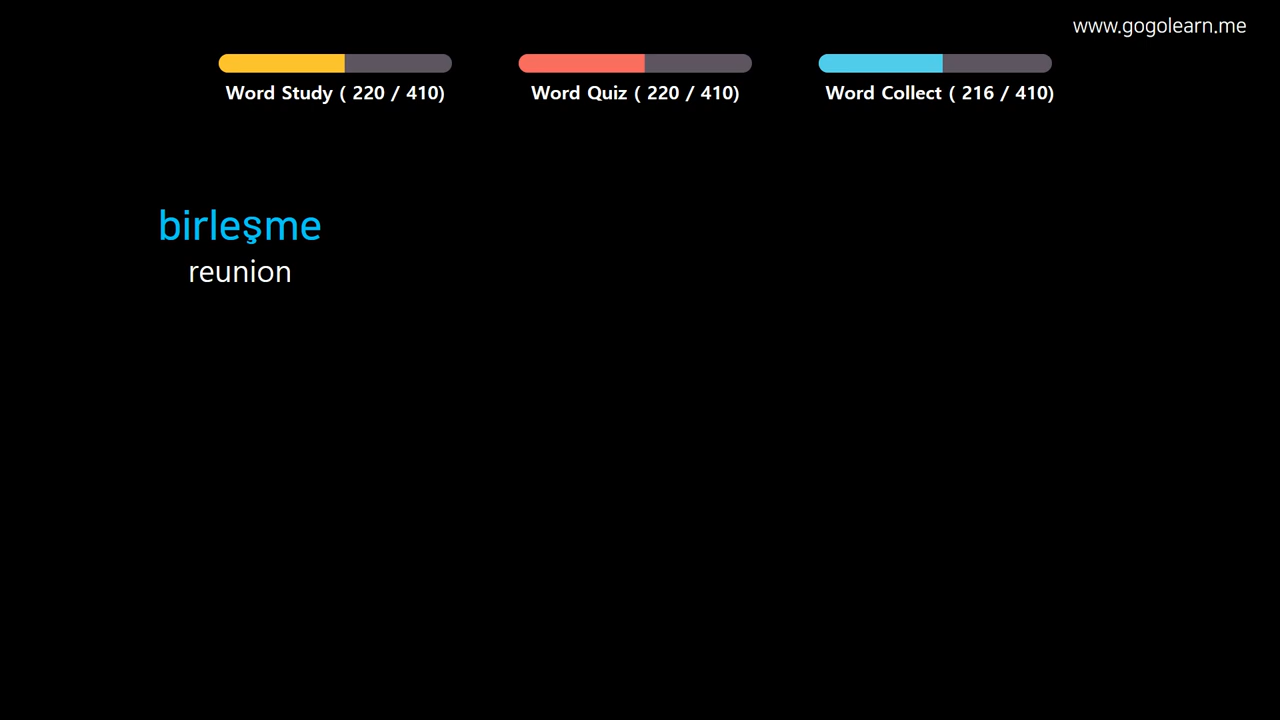 www.gogolearn.me
Word Study ( 220 / 410)
Word Quiz ( 220 / 410)
Word Collect ( 216 / 410)
birleşme
reunion